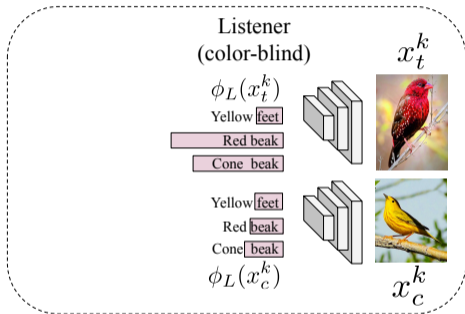 Listener
(color-blind)
x_t^k
ϕ_L(x_t^k)
Yellow feet
Red beak
Cone beak
Yellow feet
Red beak
Cone beak
ϕ_L(x_c^k)
x_c^k